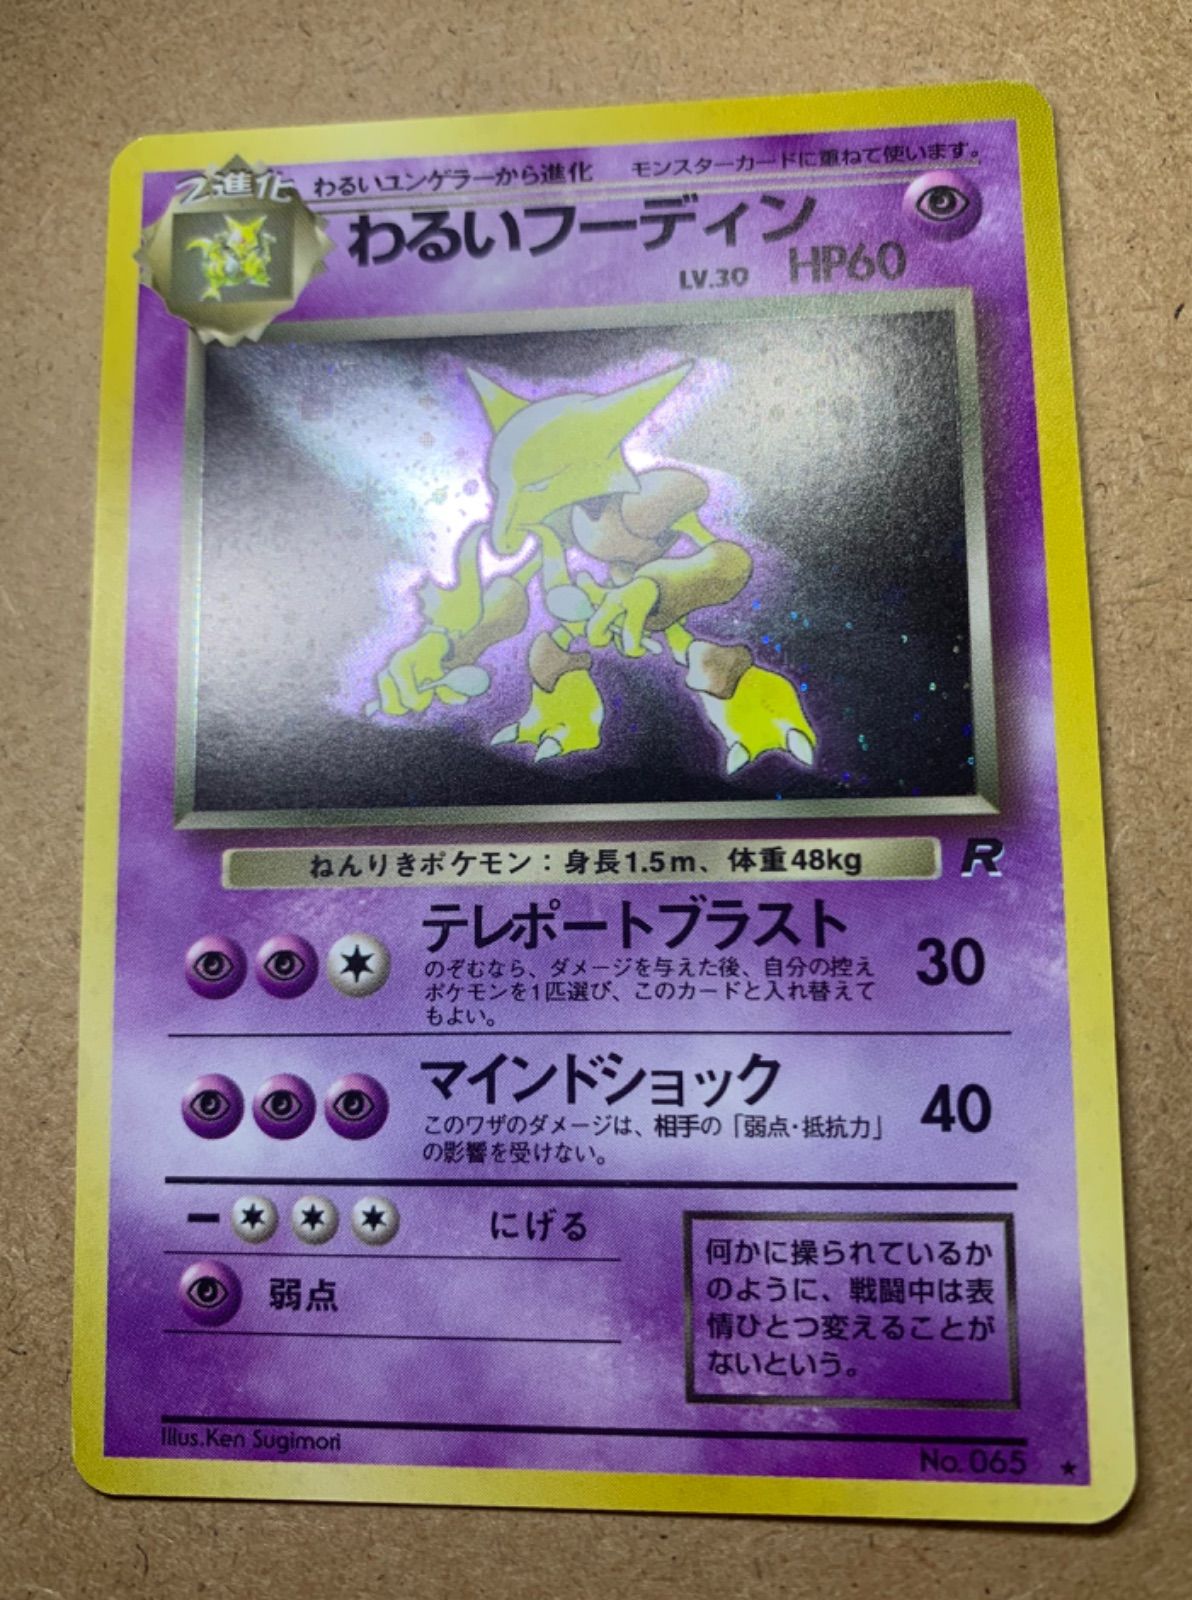 2進化 わるいユンゲラーから進化 モンスターカードに重ねて使います。
わるいフーディン
LV.30 HP60
ねんりきポケモン：身長1.5m、体重48kg R
テレポートブラスト 30
のぞむなら、ダメージを与えた後、自分の控え
ポケモンを1匹選び、このカードと入れ替えて
もよい。
マインドショック 40
このワザのダメージは、相手の「弱点・抵抗力」
の影響を受けない。
にげる
弱点
何かに操られているか
のように、戦闘中は表
情ひとつ変えることが
ないという。
Illus.Ken Sugimori
No. 065 ★